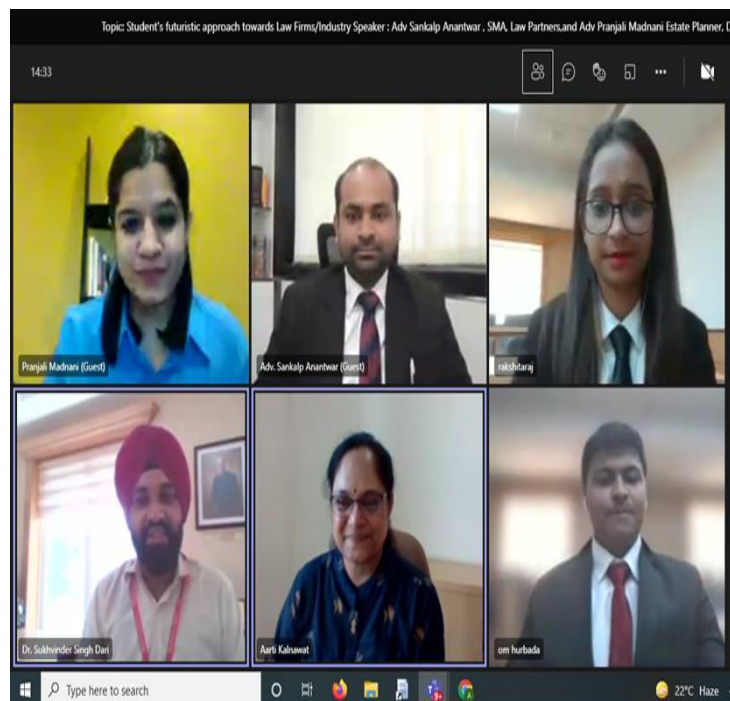 Topic: Student's futuristic approach towards Law Firms/Industry Speaker : Adv Sankalp Anantwar , SMA, Law Partners,and Adv Pranjali Madnani Estate Planner, D
14:33
Pranjali Madnani (Guest)
Adv. Sankalp Anantwar (Guest)
rakshitaraj
Dr. Sukhvinder Singh Dari
Aarti Kalnawat
om hurbada
Type here to search
9+
22°C Haze